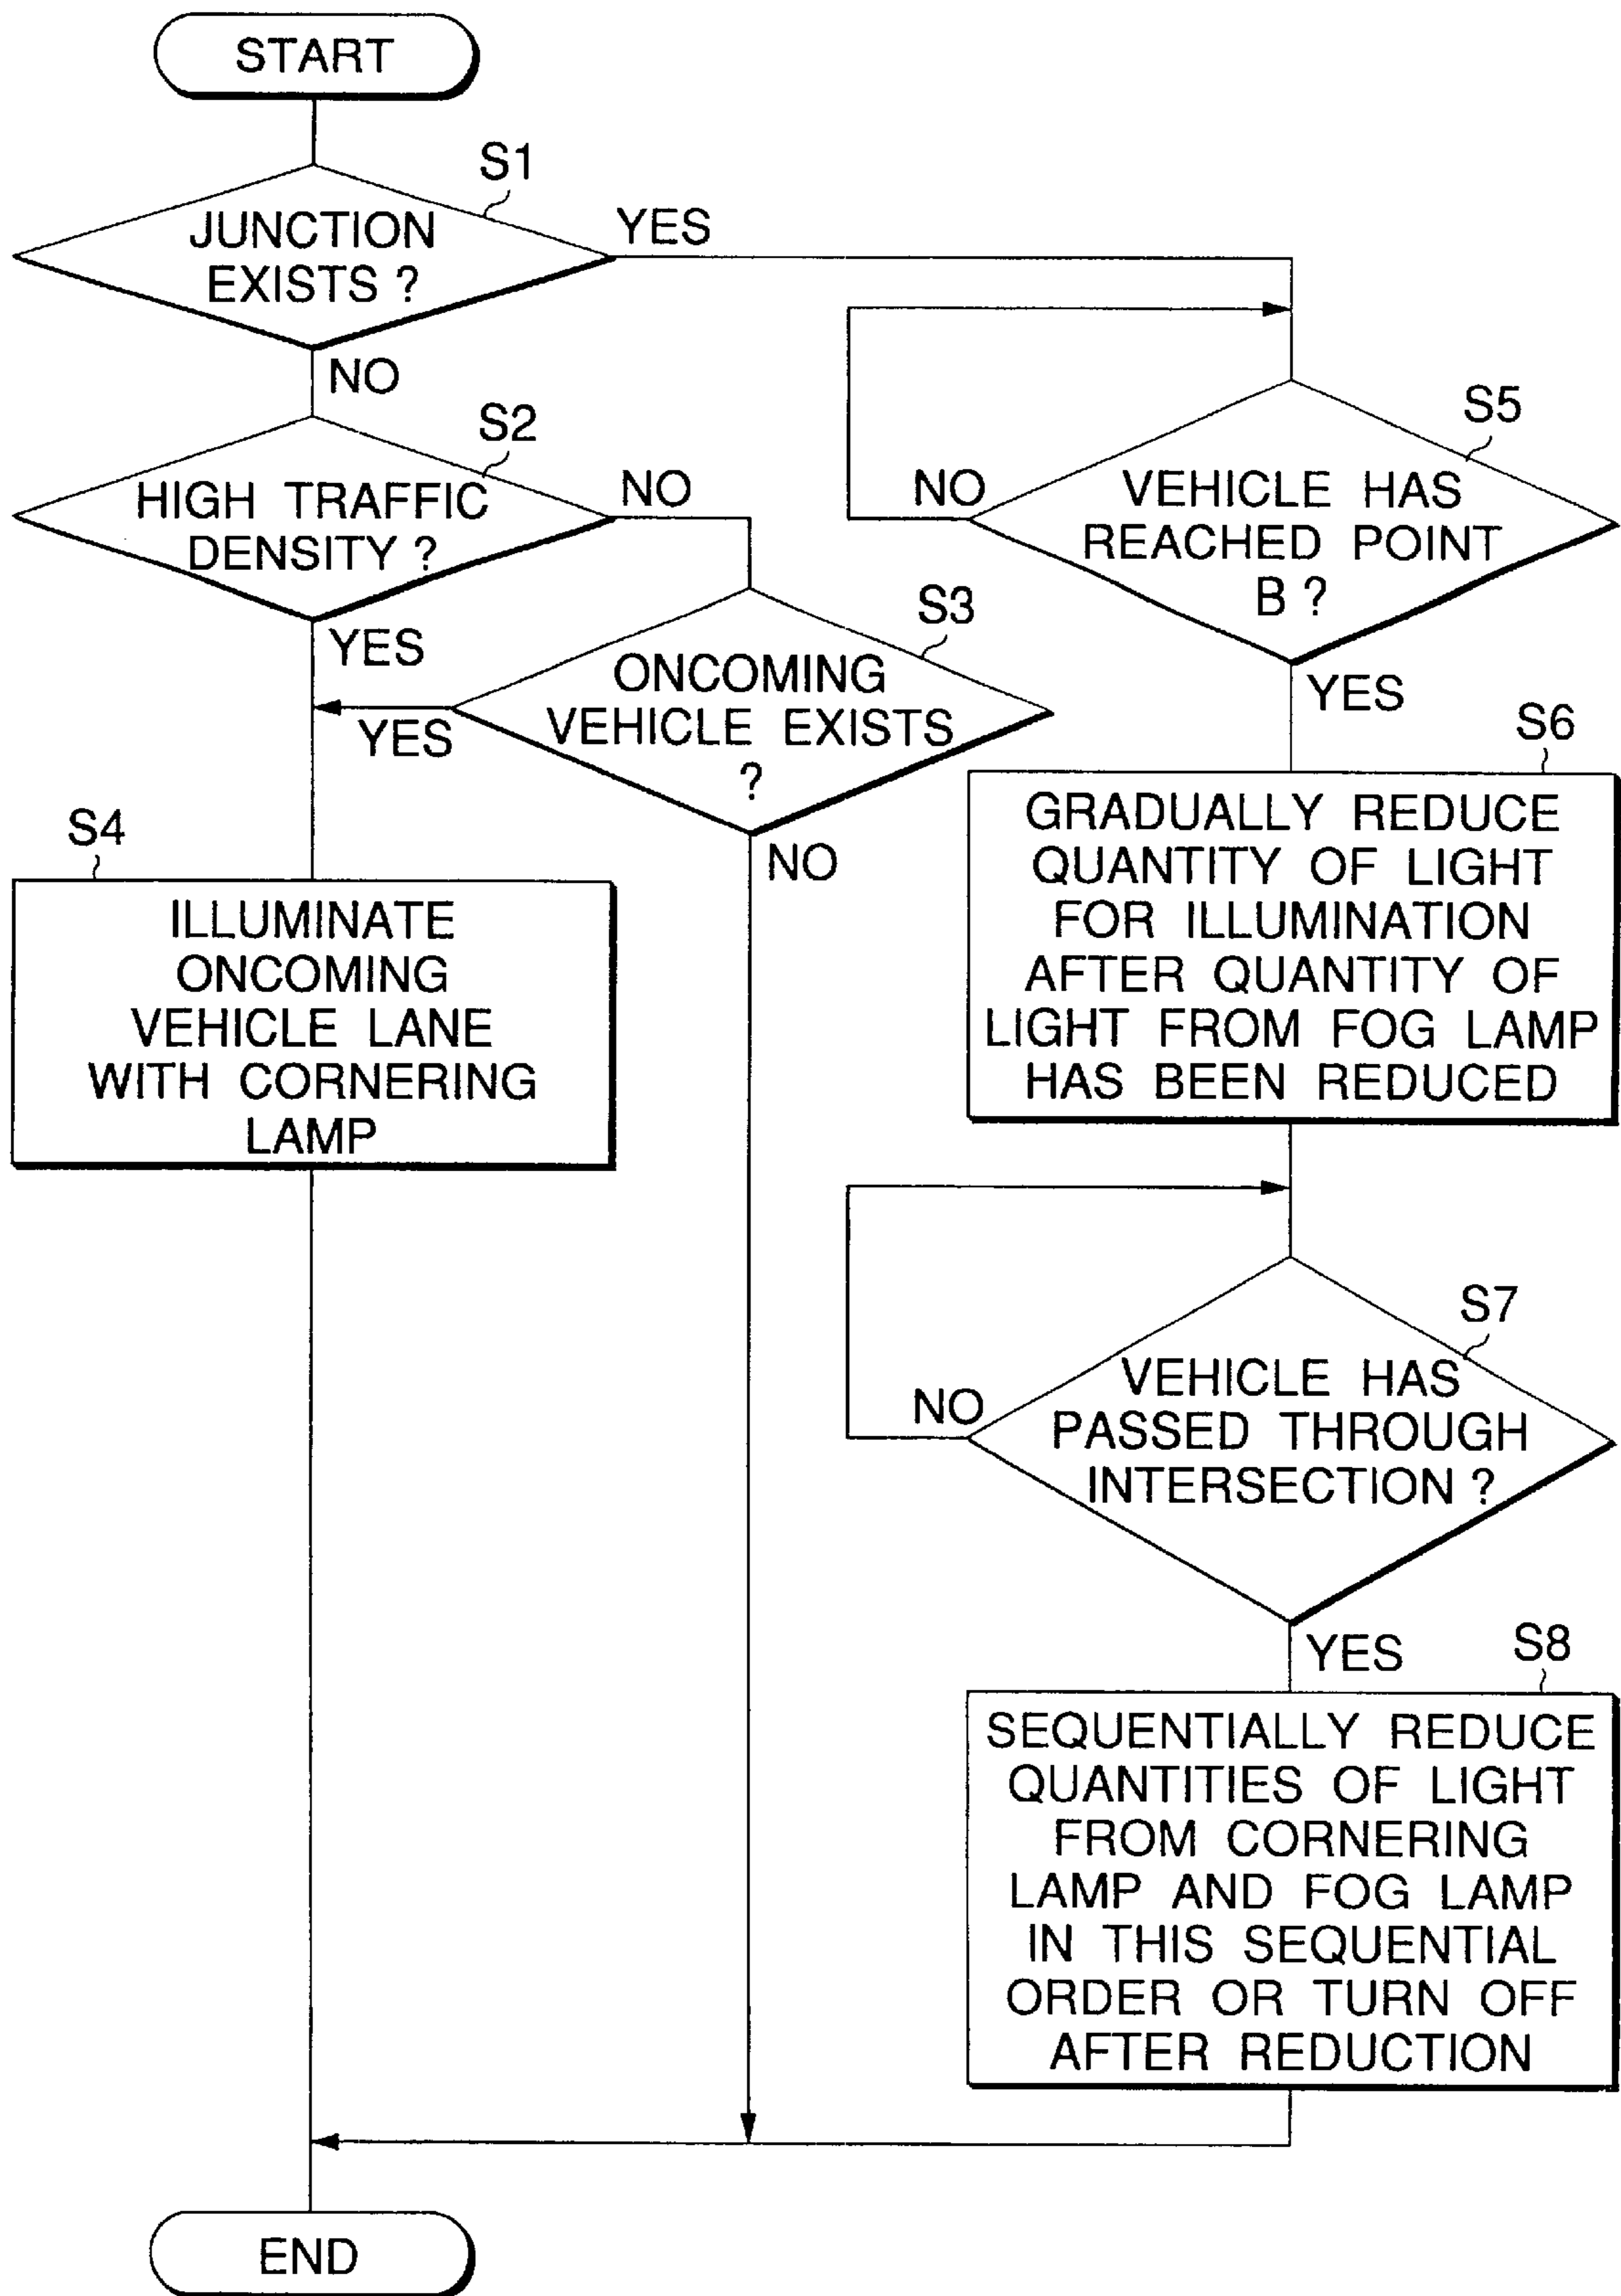 START
S1
JUNCTION
EXISTS ?
YES
NO
S2
HIGH TRAFFIC
DENSITY ?
NO
YES
S3
ONCOMING
VEHICLE EXISTS
?
YES
NO
S4
ILLUMINATE
ONCOMING
VEHICLE LANE
WITH CORNERING
LAMP
S5
VEHICLE HAS
REACHED POINT
B ?
NO
YES
S6
GRADUALLY REDUCE
QUANTITY OF LIGHT
FOR ILLUMINATION
AFTER QUANTITY OF
LIGHT FROM FOG LAMP
HAS BEEN REDUCED
S7
VEHICLE HAS
PASSED THROUGH
INTERSECTION ?
NO
YES
S8
SEQUENTIALLY REDUCE
QUANTITIES OF LIGHT
FROM CORNERING
LAMP AND FOG LAMP
IN THIS SEQUENTIAL
ORDER OR TURN OFF
AFTER REDUCTION
END